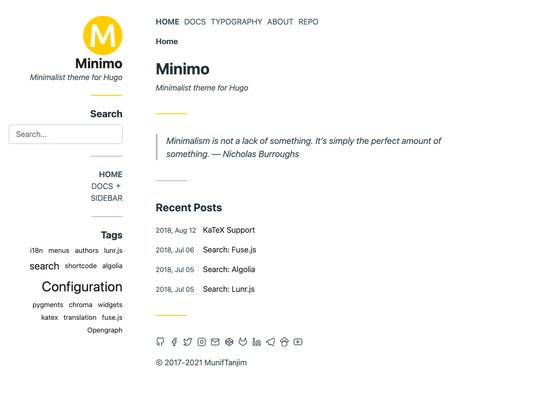 M
Minimo
Minimalist theme for Hugo
Search
Search...
HOME
DOCS +
SIDEBAR
Tags
i18n menus authors lunr.js
search shortcode algolia
Configuration
pygments chroma widgets
katex translation fuse.js
Opengraph
HOME DOCS TYPOGRAPHY ABOUT REPO
Home
Minimo
Minimalist theme for Hugo
Minimalism is not a lack of something. It's simply the perfect amount of
something. — Nicholas Burroughs
Recent Posts
2018, Aug 12 KaTeX Support
2018, Jul 06 Search: Fuse.js
2018, Jul 05 Search: Algolia
2018, Jul 05 Search: Lunr.js
© 2017-2021 MunifTanjim